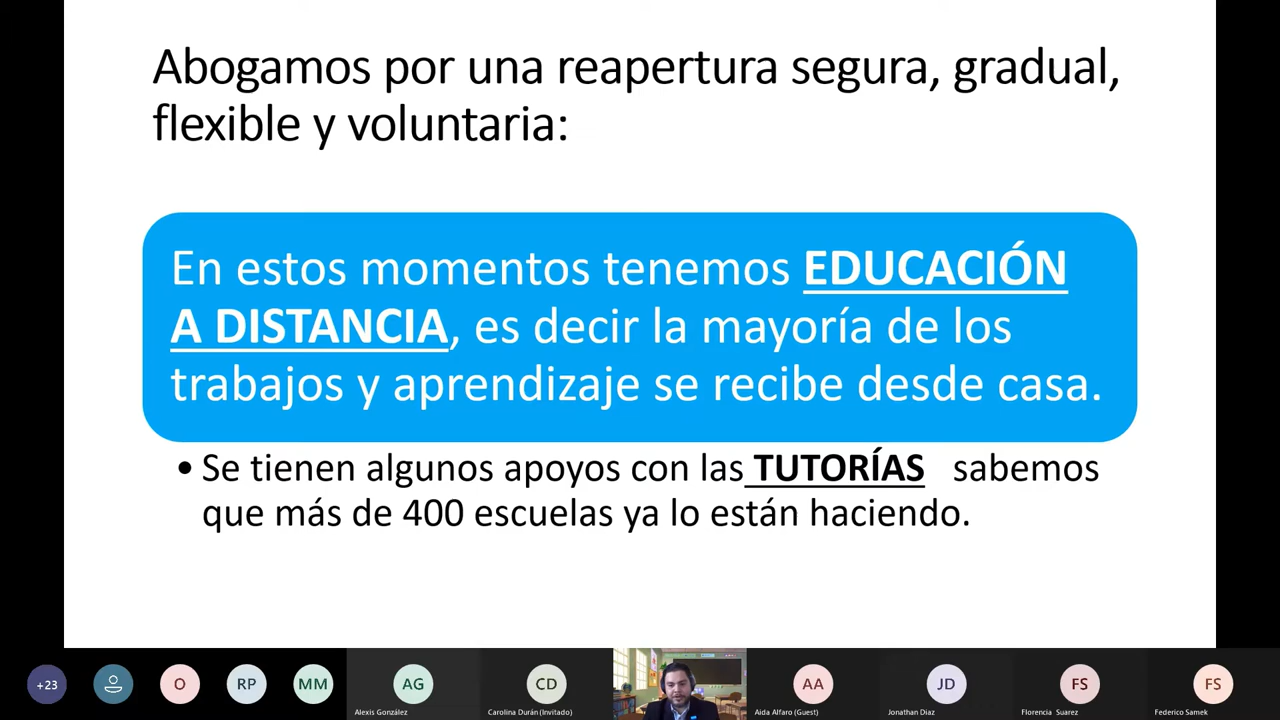 Abogamos por una reapertura segura, gradual,
flexible y voluntaria:
En estos momentos tenemos EDUCACIÓN
A DISTANCIA, es decir la mayoría de los
trabajos y aprendizaje se recibe desde casa.
• Se tienen algunos apoyos con las TUTORÍAS sabemos
que más de 400 escuelas ya lo están haciendo.
+23 O RP MM AG CD AA JD FS FS
Alexis González Carolina Durán (Invitado) Aida Alfaro (Guest) Jonathan Diaz Florencia Suarez Federico Samek